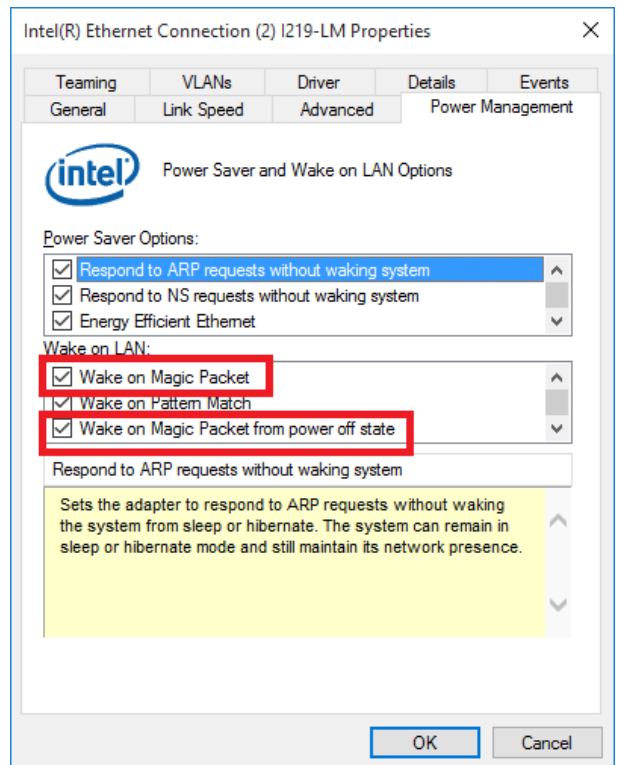 Intel(R) Ethernet Connection (2) I219-LM Properties
Teaming VLANs Driver Details Events
General Link Speed Advanced Power Management
intel Power Saver and Wake on LAN Options
Power Saver Options:
Respond to ARP requests without waking system
Respond to NS requests without waking system
Energy Efficient Ethernet
Wake on LAN:
Wake on Magic Packet
Wake on Pattern Match
Wake on Magic Packet from power off state
Respond to ARP requests without waking system
Sets the adapter to respond to ARP requests without waking
the system from sleep or hibernate. The system can remain in
sleep or hibernate mode and still maintain its network presence.
OK Cancel